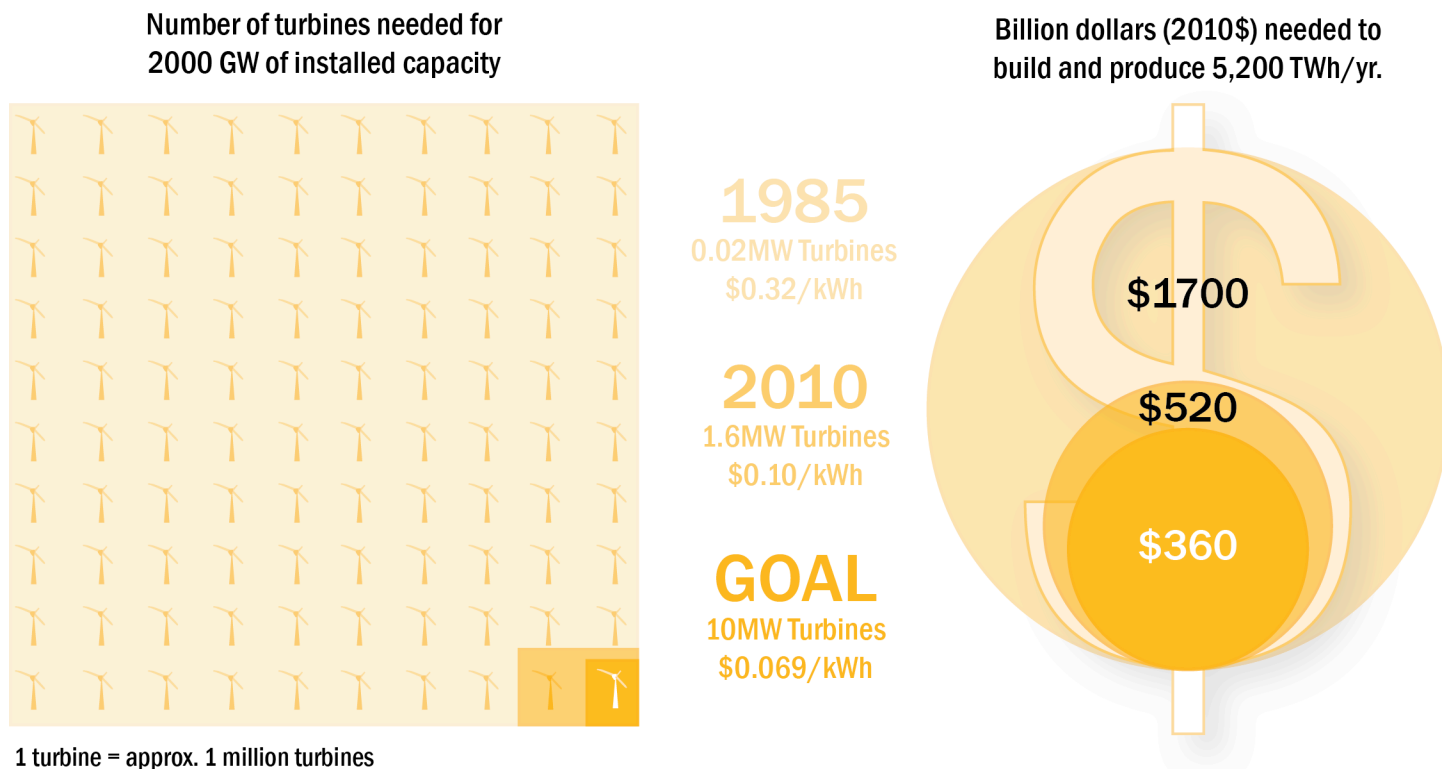 Number of turbines needed for
2000 GW of installed capacity
1 turbine = approx. 1 million turbines
1985
0.02MW Turbines
$0.32/kWh
2010
1.6MW Turbines
$0.10/kWh
GOAL
10MW Turbines
$0.069/kWh
Billion dollars (2010$) needed to
build and produce 5,200 TWh/yr.
$1700
$520
$360